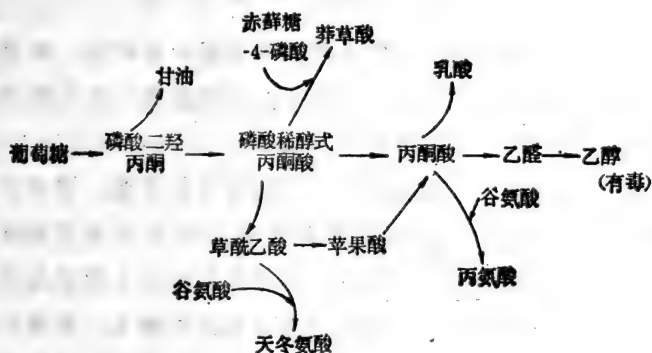 赤藓糖
-4-磷酸
莽草酸
甘油
乳酸
葡萄糖
磷酸二羟
丙酮
磷酸稀醇式
丙酮酸
丙酮酸
乙醛
乙醇
(有毒)
谷氨酸
草酰乙酸
苹果酸
丙氨酸
谷氨酸
天冬氨酸